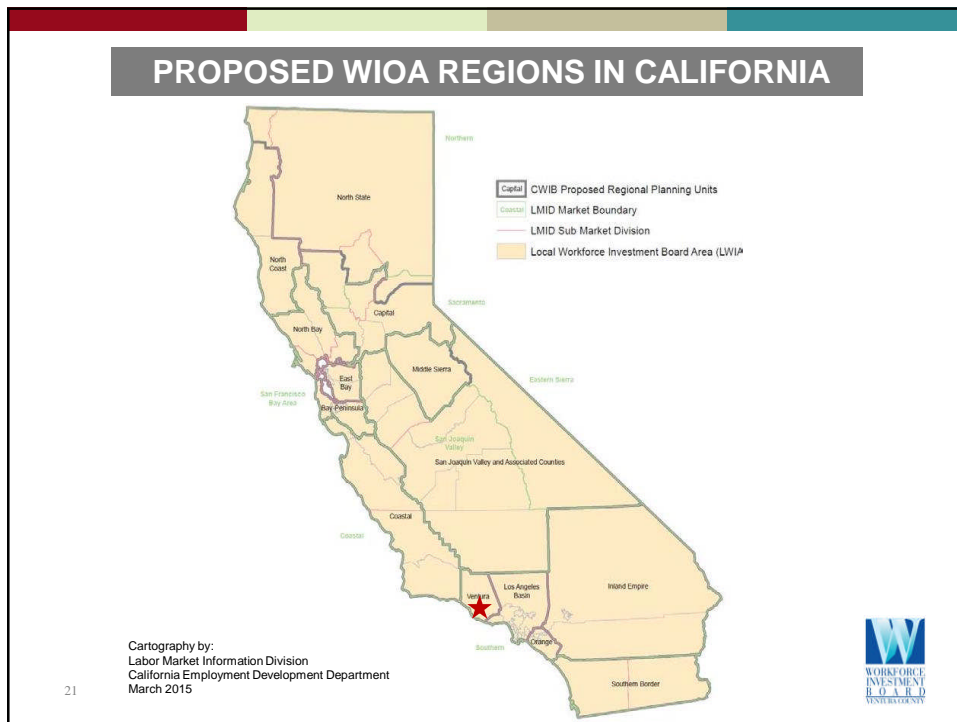 PROPOSED WIOA REGIONS IN CALIFORNIA
Northern
North State
Capital CWIB Proposed Regional Planning Units
Coastal LMID Market Boundary
LMID Sub Market Division
Local Workforce Investment Board Area (LWIA
North
Coast
Sacramento
Capital
North Bay
Middle Sierra
East
Bay
Eastern Sierra
San Francisco
Bay Area
Bay-Peninsula
San Joaquin
Valley
San Joaquin Valley and Associated Counties
Coastal
Coastal
Los Angeles
Basin
Inland Empire
Ventura
Orange
Southern
Southern Border
Cartography by:
Labor Market Information Division
California Employment Development Department
March 2015
21
W
WORKFORCE
INVESTMENT
BOARD
VENTURA COUNTY